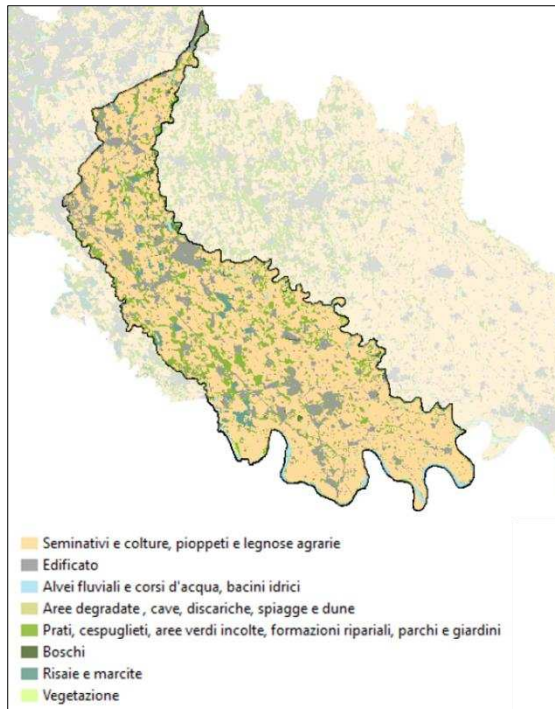 Seminativi e colture, pioppeti e legnose agrarie
Edificato
Alvei fluviali e corsi d'acqua, bacini idrici
Aree degradate , cave, discariche, spiagge e dune
Prati, cespuglieti, aree verdi incolte, formazioni ripariali, parchi e giardini
Boschi
Risaie e marcite
Vegetazione